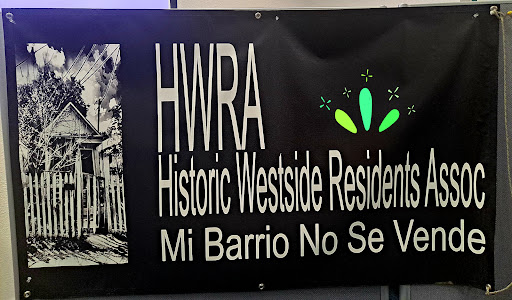 HWRA
Historic Westside Residents Assoc
Mi Barrio No Se Vende